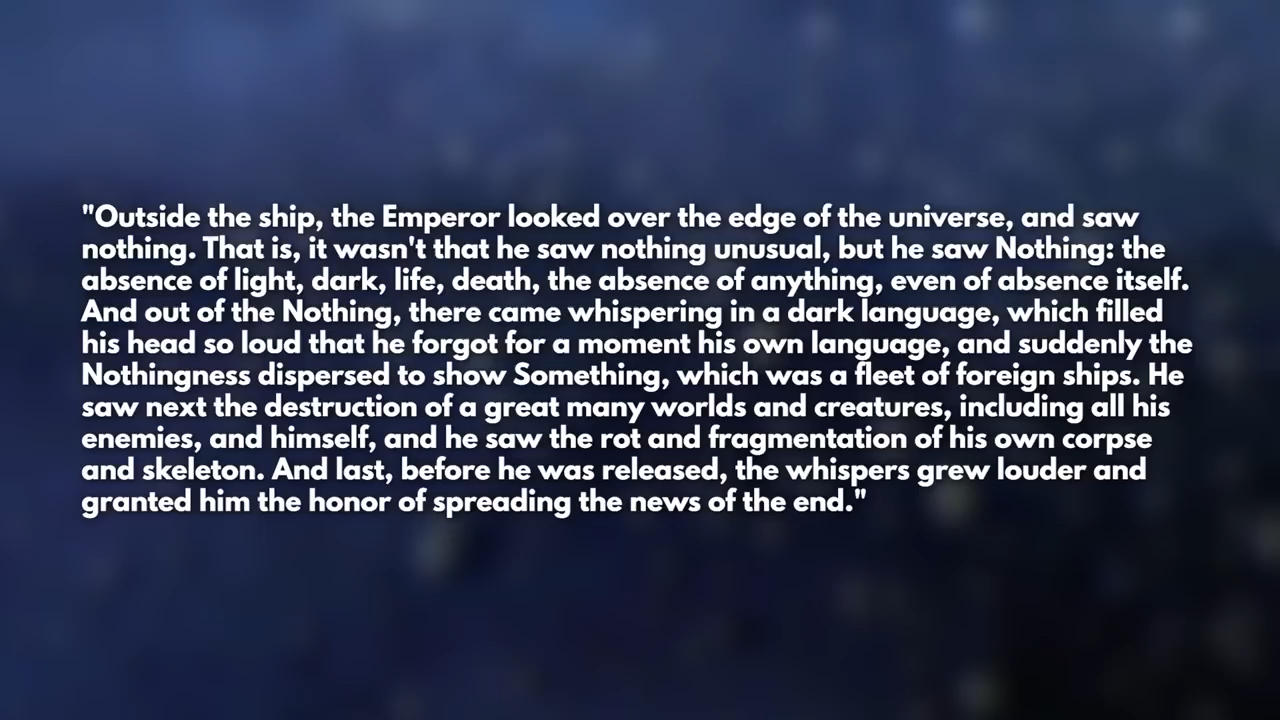 "Outside the ship, the Emperor looked over the edge of the universe, and saw
nothing. That is, it wasn't that he saw nothing unusual, but he saw Nothing: the
absence of light, dark, life, death, the absence of anything, even of absence itself.
And out of the Nothing, there came whispering in a dark language, which filled
his head so loud that he forgot for a moment his own language, and suddenly the
Nothingness dispersed to show Something, which was a fleet of foreign ships. He
saw next the destruction of a great many worlds and creatures, including all his
enemies, and himself, and he saw the rot and fragmentation of his own corpse
and skeleton. And last, before he was released, the whispers grew louder and
granted him the honor of spreading the news of the end."